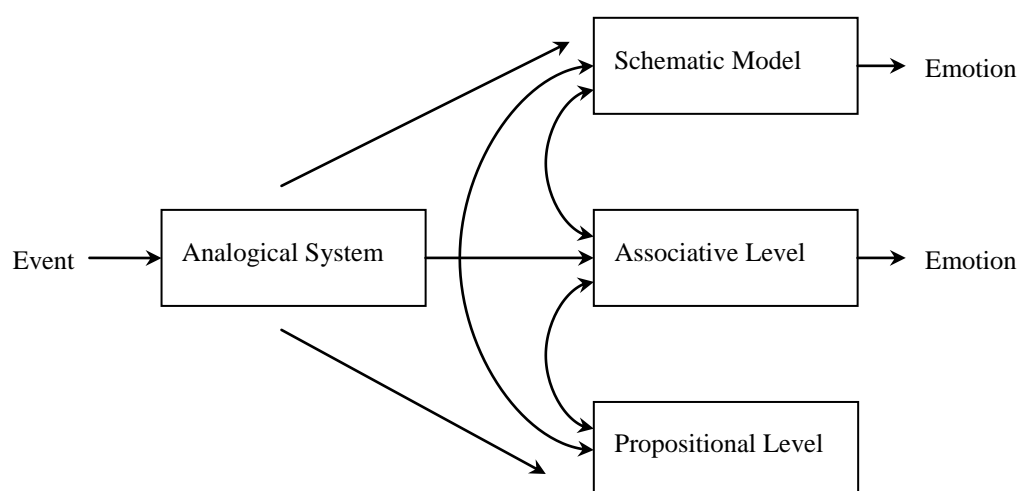 Schematic Model
Emotion
Event
Analogical System
Associative Level
Emotion
Propositional Level